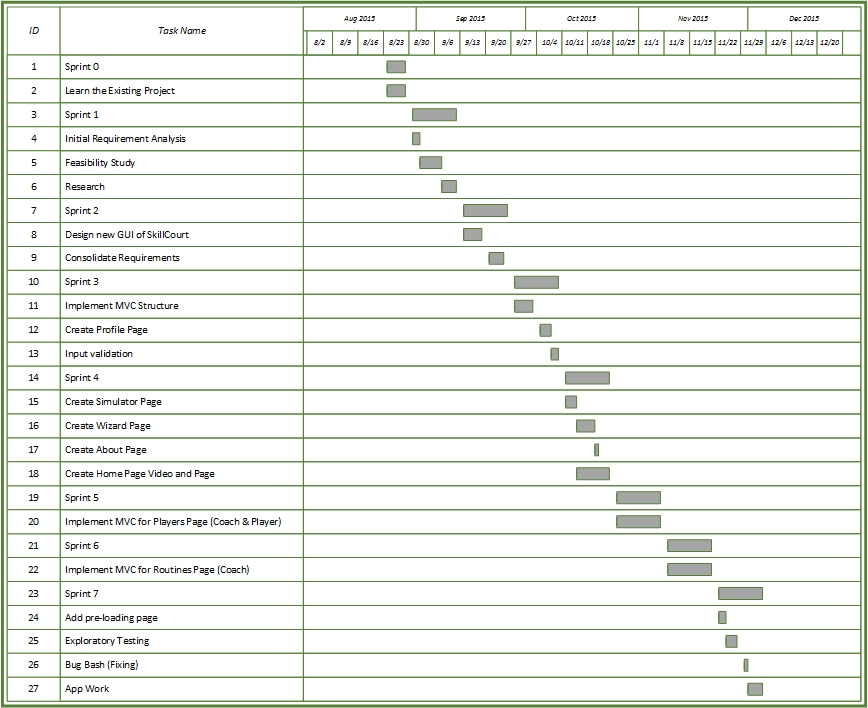 ID Task Name Aug 2015 Sep 2015 Oct 2015 Nov 2015 Dec 2015
8/2 8/9 8/16 8/23 8/30 9/6 9/13 9/20 9/27 10/4 10/11 10/18 10/25 11/1 11/8 11/15 11/22 11/29 12/6 12/13 12/20
1 Sprint 0
2 Learn the Existing Project
3 Sprint 1
4 Initial Requirement Analysis
5 Feasibility Study
6 Research
7 Sprint 2
8 Design new GUI of SkillCourt
9 Consolidate Requirements
10 Sprint 3
11 Implement MVC Structure
12 Create Profile Page
13 Input validation
14 Sprint 4
15 Create Simulator Page
16 Create Wizard Page
17 Create About Page
18 Create Home Page Video and Page
19 Sprint 5
20 Implement MVC for Players Page (Coach & Player)
21 Sprint 6
22 Implement MVC for Routines Page (Coach)
23 Sprint 7
24 Add pre-loading page
25 Exploratory Testing
26 Bug Bash (Fixing)
27 App Work